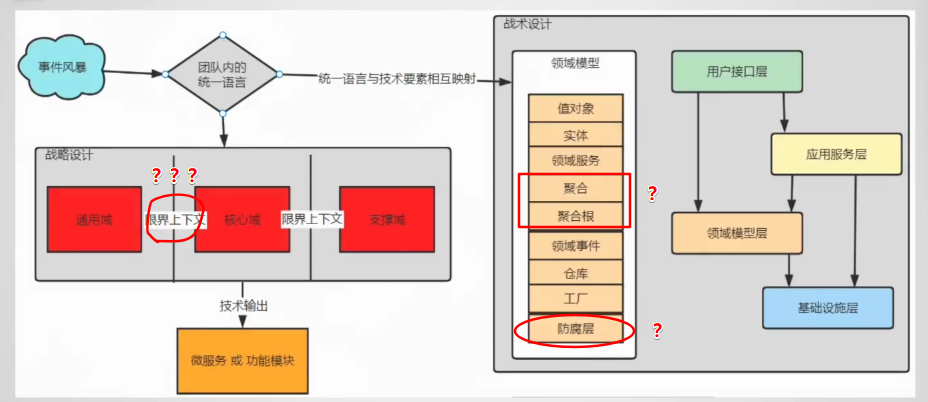 事件风暴
团队内的
统一语言
统一语言与技术要素相互映射
战略设计
？？？
通用域
限界上下文
核心域
限界上下文
支撑域
技术输出
微服务 或 功能模块
战术设计
领域模型
值对象
实体
领域服务
聚合
聚合根
？
领域事件
仓库
工厂
防腐层
？
用户接口层
应用服务层
领域模型层
基础设施层